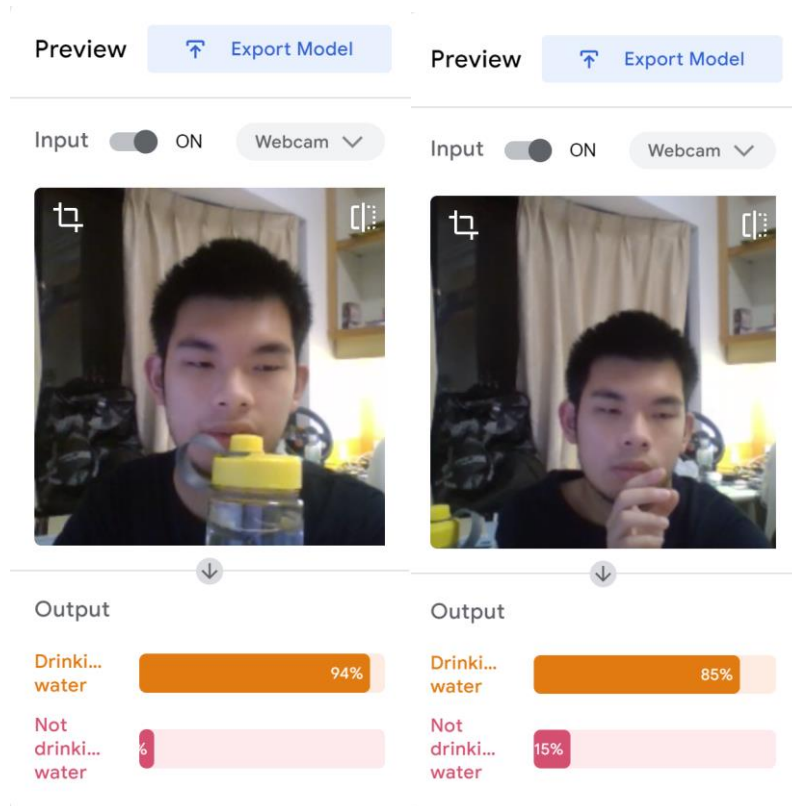 Preview
Export Model
Input
ON
Webcam
Output
Drinki...
water
94%
Not
drinki...
water
%
Preview
Export Model
Input
ON
Webcam
Output
Drinki...
water
85%
Not
drinki...
water
15%